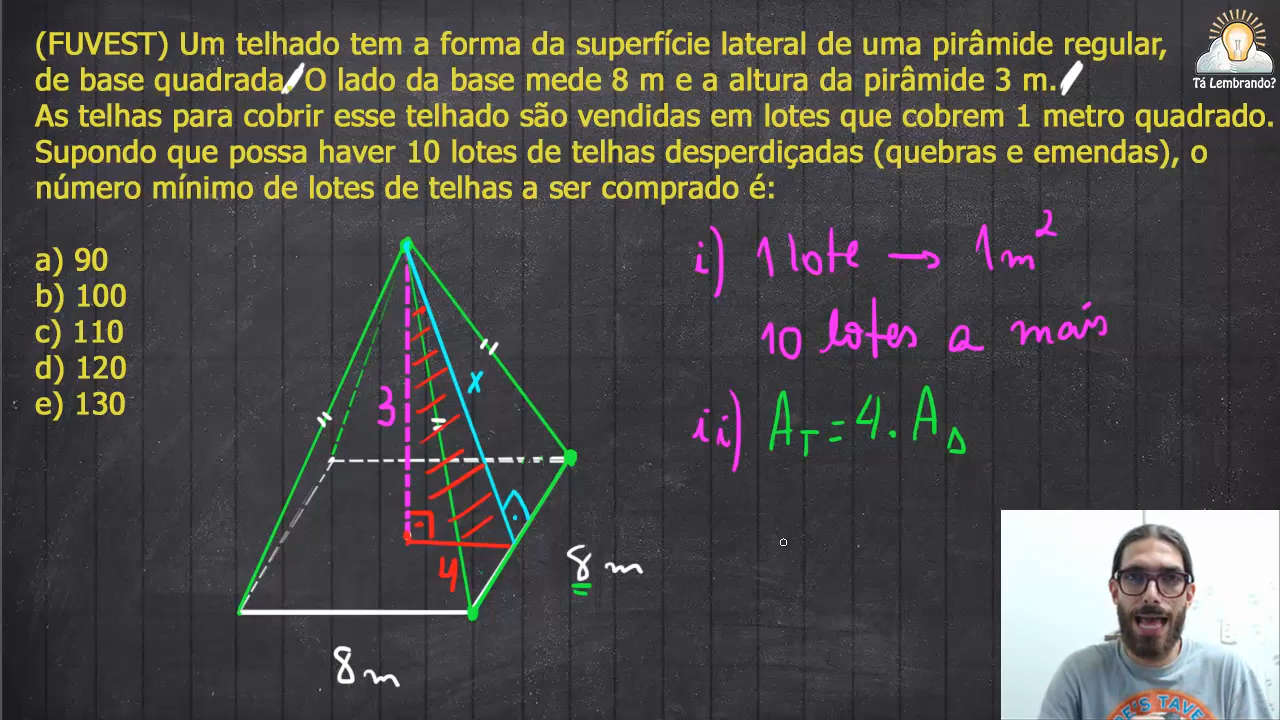 (FUVEST) Um telhado tem a forma da superfície lateral de uma pirâmide regular,
de base quadrada. O lado da base mede 8 m e a altura da pirâmide 3 m.
As telhas para cobrir esse telhado são vendidas em lotes que cobrem 1 metro quadrado.
Supondo que possa haver 10 lotes de telhas desperdiçadas (quebras e emendas), o
número mínimo de lotes de telhas a ser comprado é:
Tá Lembrando?
a) 90
b) 100
c) 110
d) 120
e) 130
3
x
4
8 m
8 m
i) 1 lote → 1 m²
10 lotes a mais
ii) A_T = 4 . A_Δ